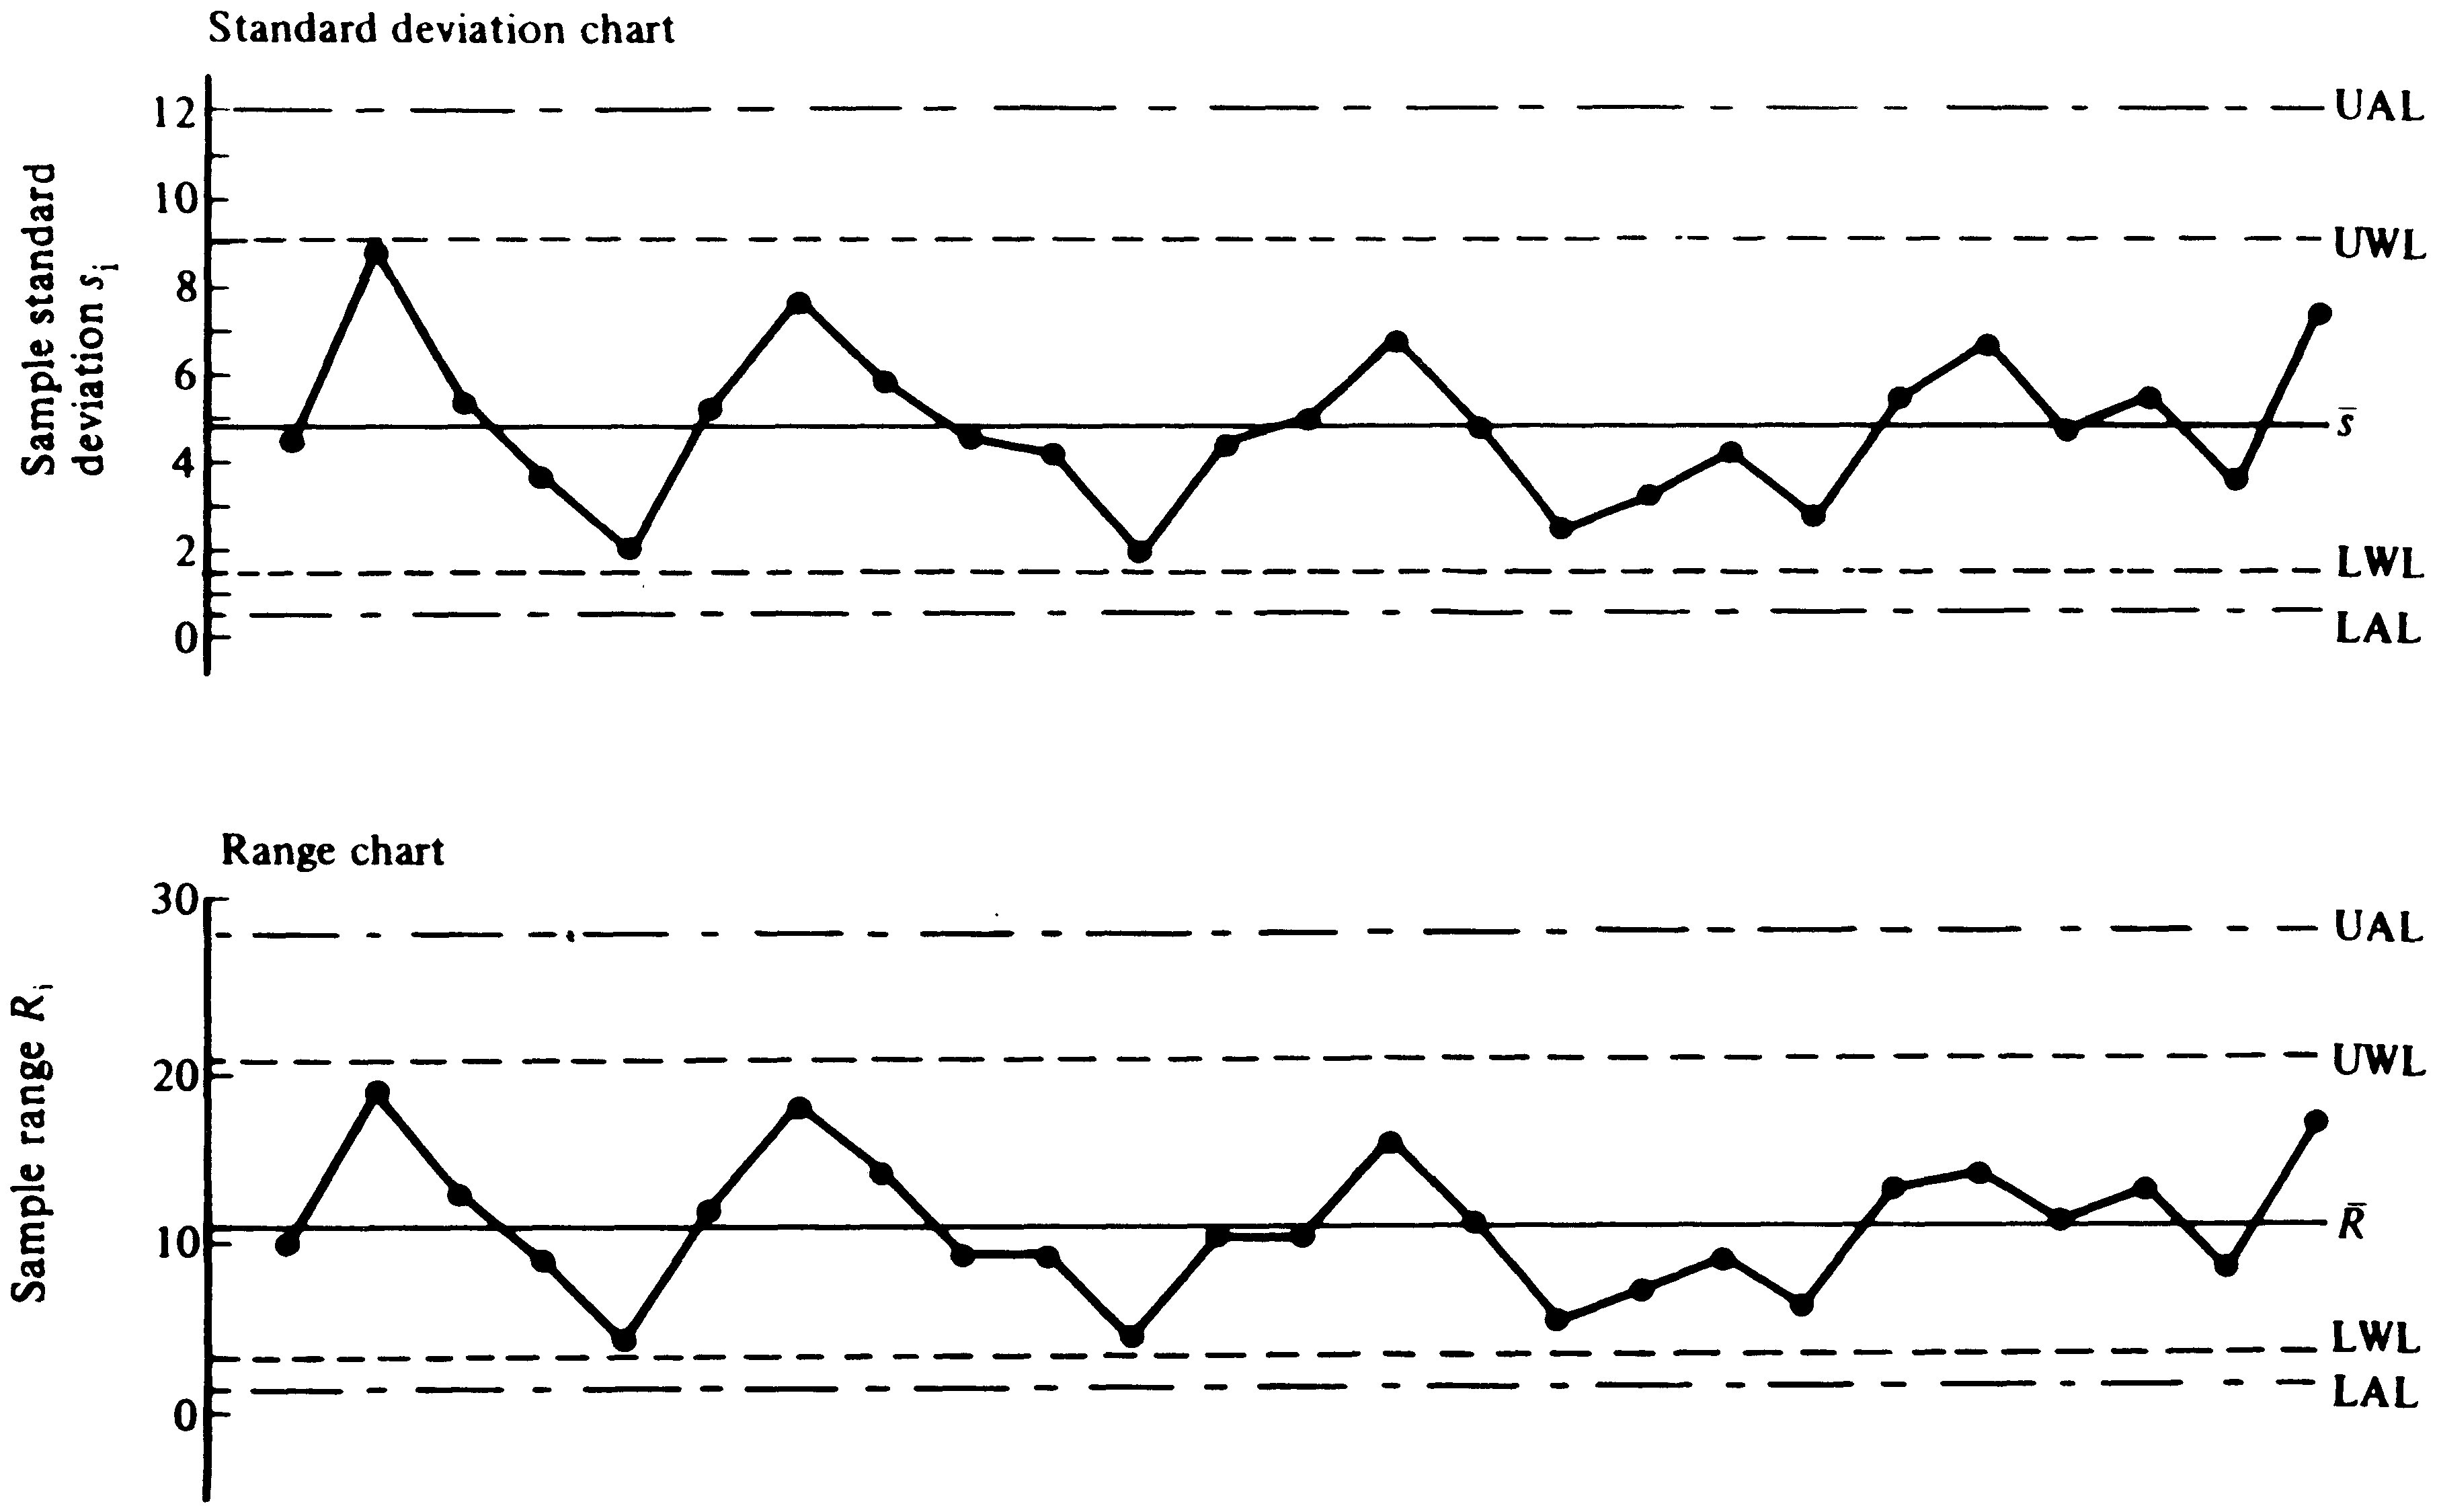 Standard deviation chart
Sample standard
deviation sᵢ
12
10
8
6
4
2
0
UAL
UWL
s̄
LWL
LAL
Range chart
Sample range Rᵢ
30
20
10
0
UAL
UWL
R̄
LWL
LAL